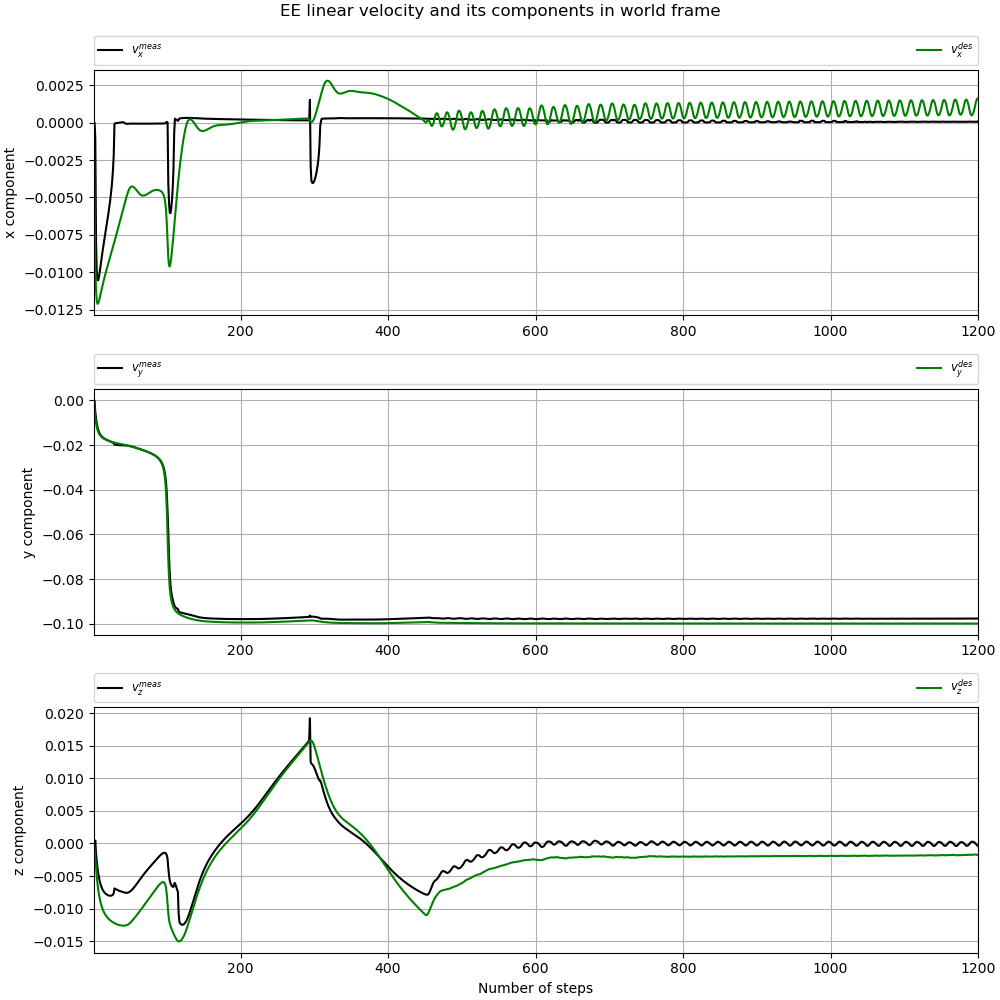 EE linear velocity and its components in world frame
v_x^{meas} v_x^{des}
0.0025
0.0000
−0.0025
−0.0050
−0.0075
−0.0100
−0.0125
x component
200 400 600 800 1000 1200
v_y^{meas} v_y^{des}
0.00
−0.02
−0.04
−0.06
−0.08
−0.10
y component
200 400 600 800 1000 1200
v_z^{meas} v_z^{des}
0.020
0.015
0.010
0.005
0.000
−0.005
−0.010
−0.015
z component
200 400 600 800 1000 1200
Number of steps